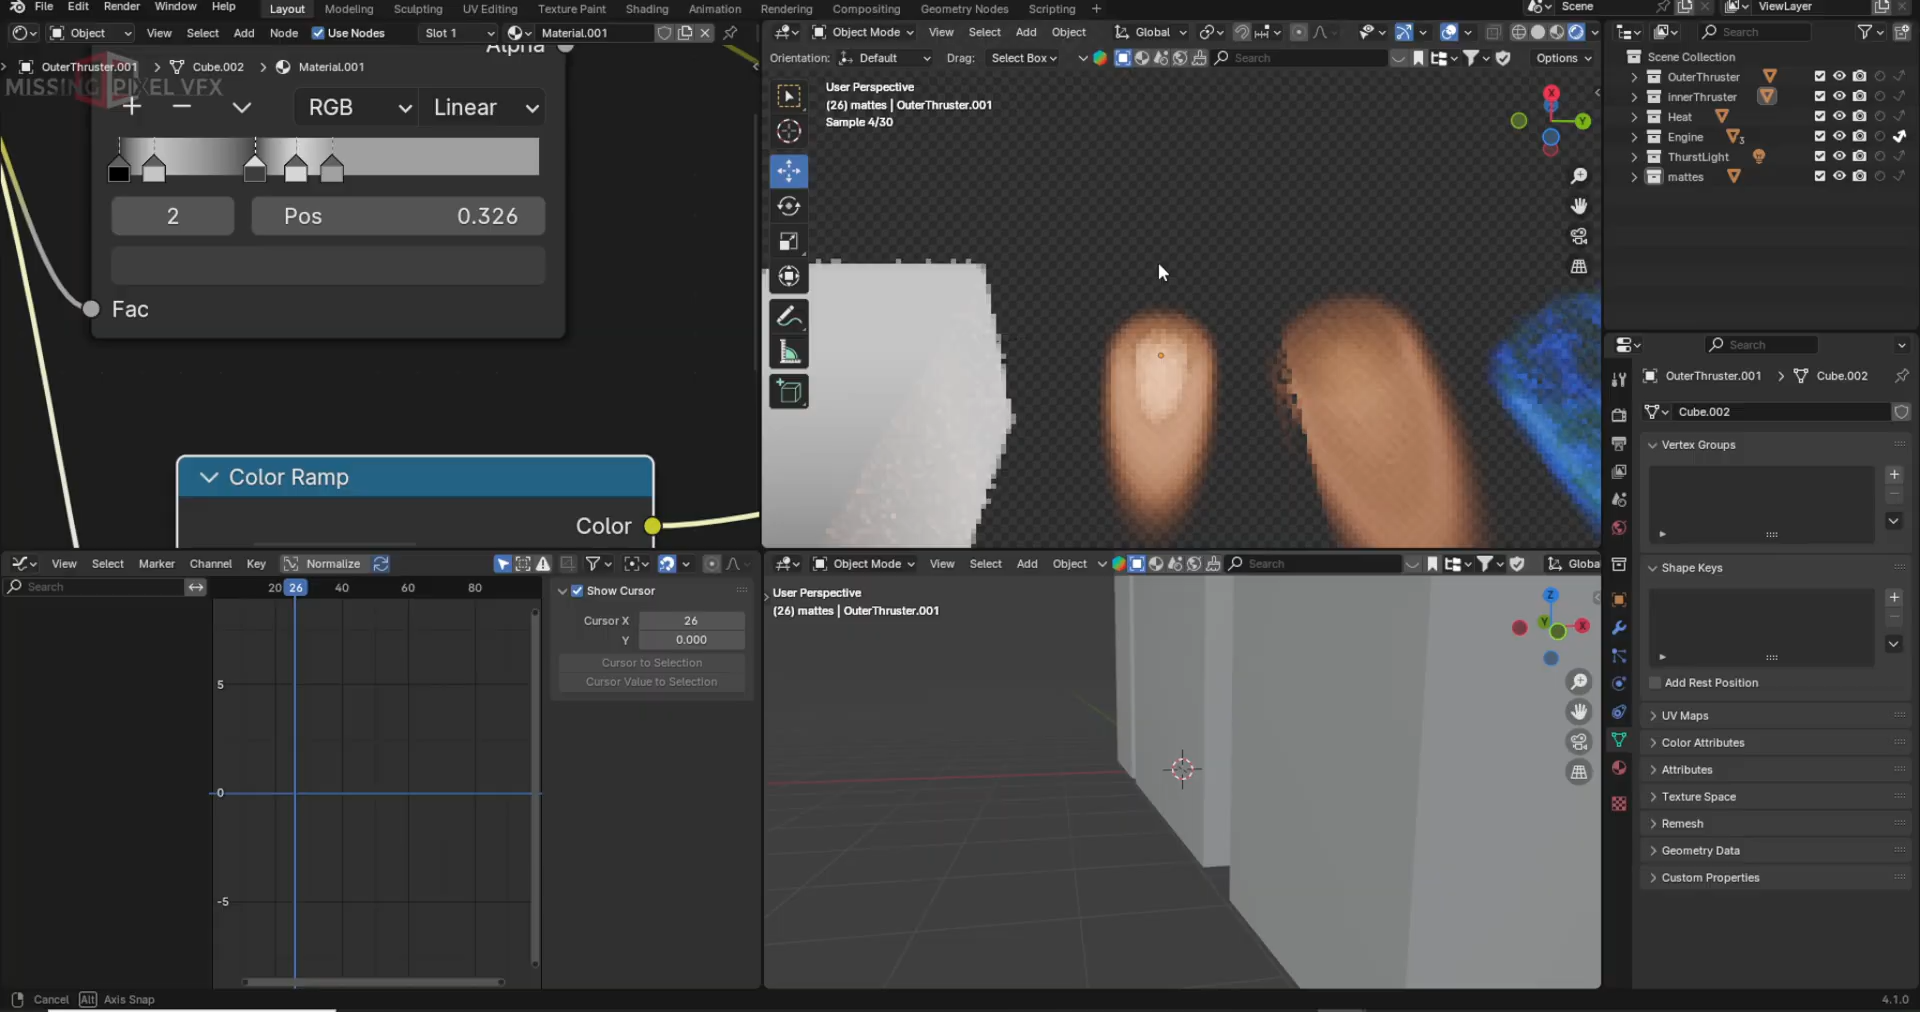 File Edit Render Window Help Layout Modeling Sculpting UV Editing Texture Paint Shading Animation Rendering Compositing Geometry Nodes Scripting + Scene ViewLayer
Object View Select Add Node Use Nodes Slot 1 Material.001
Object Mode View Select Add Object Global
Search
Orientation: Default Drag: Select Box Search Options
OuterThruster.001 > Cube.002 > Material.001
MISSING PIXEL VFX
Alpha
RGB Linear
2 Pos 0.326
Fac
Color Ramp
Color
User Perspective
(26) mattes | OuterThruster.001
Sample 4/30
X
Y
Scene Collection
OuterThruster
innerThruster
Heat
Engine 3
ThurstLight
mattes
Search
OuterThruster.001 > Cube.002
Cube.002
Vertex Groups
Shape Keys
Add Rest Position
UV Maps
Color Attributes
Attributes
Texture Space
Remesh
Geometry Data
Custom Properties
View Select Marker Channel Key Normalize
Search
20 26 40 60 80
5
0
-5
Show Cursor
Cursor X 26
Y 0.000
Cursor to Selection
Cursor Value to Selection
Object Mode View Select Add Object Search Globa
User Perspective
(26) mattes | OuterThruster.001
Z
Y
X
Cancel Alt Axis Snap
4.1.0